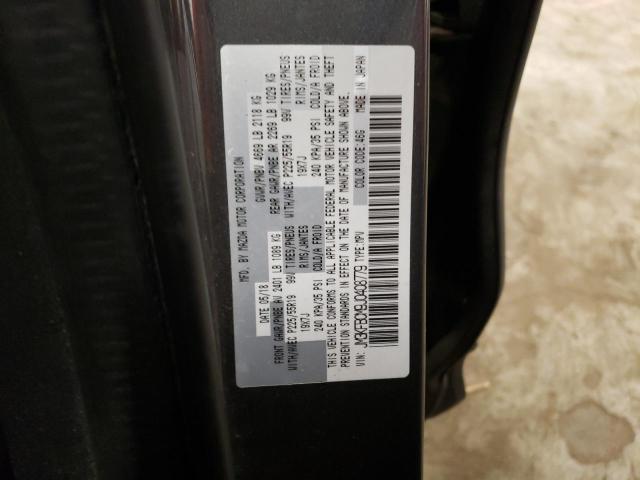 MFD. BY MAZDA MOTOR CORPORATION
DATE 05/18 GVWR/PNBV 4669 LB 2118 KG
FRONT GAWR/PNBE AV 2401 LB 1089 KG REAR GAWR/PNBE AR 2269 LB 1029 KG
WITH/AVEC P225/55R19 99V TIRES/PNEUS WITH/AVEC P225/55R19 99V TIRES/PNEUS
19X7J RIMS/JANTES 19X7J RIMS/JANTES
240 KPA/35 PSI COLD/A FROID 240 KPA/35 PSI COLD/A FROID
THIS VEHICLE CONFORMS TO ALL APPLICABLE FEDERAL MOTOR VEHICLE SAFETY AND THEFT
PREVENTION STANDARDS IN EFFECT ON THE DATE OF MANUFACTURE SHOWN ABOVE.
VIN: JM3KFBCM9J0408779 TYPE:MPV COLOR CODE:46G MADE IN JAPAN